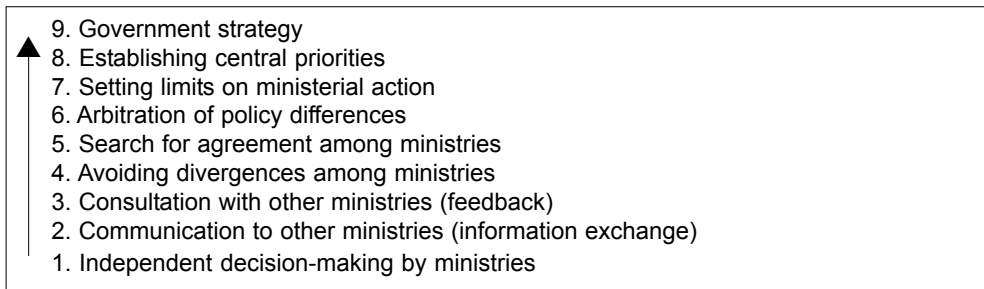 9. Government strategy
8. Establishing central priorities
7. Setting limits on ministerial action
6. Arbitration of policy differences
5. Search for agreement among ministries
4. Avoiding divergences among ministries
3. Consultation with other ministries (feedback)
2. Communication to other ministries (information exchange)
1. Independent decision-making by ministries